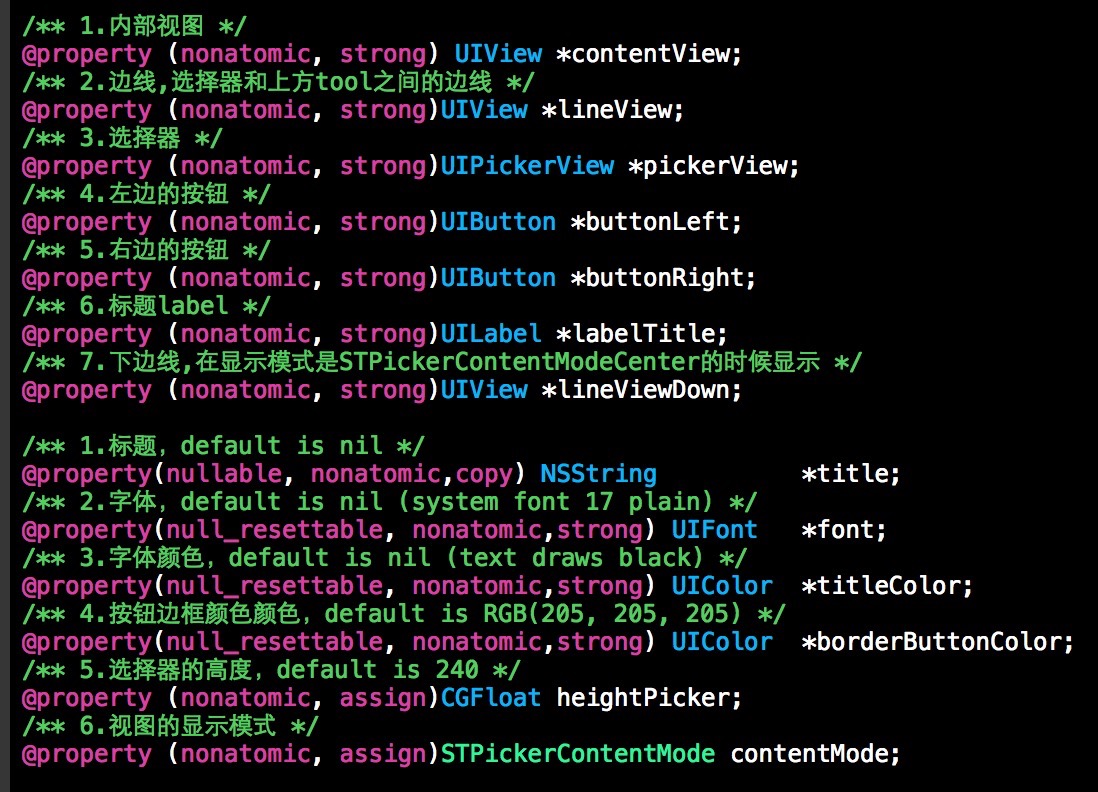 /** 1.内部视图 */
@property (nonatomic, strong) UIView *contentView;
/** 2.边线,选择器和上方tool之间的边线 */
@property (nonatomic, strong)UIView *lineView;
/** 3.选择器 */
@property (nonatomic, strong)UIPickerView *pickerView;
/** 4.左边的按钮 */
@property (nonatomic, strong)UIButton *buttonLeft;
/** 5.右边的按钮 */
@property (nonatomic, strong)UIButton *buttonRight;
/** 6.标题label */
@property (nonatomic, strong)UILabel *labelTitle;
/** 7.下边线,在显示模式是STPickerContentModeCenter的时候显示 */
@property (nonatomic, strong)UIView *lineViewDown;
/** 1.标题，default is nil */
@property(nullable, nonatomic,copy) NSString          *title;
/** 2.字体，default is nil (system font 17 plain) */
@property(null_resettable, nonatomic,strong) UIFont   *font;
/** 3.字体颜色，default is nil (text draws black) */
@property(null_resettable, nonatomic,strong) UIColor  *titleColor;
/** 4.按钮边框颜色颜色，default is RGB(205, 205, 205) */
@property(null_resettable, nonatomic,strong) UIColor  *borderButtonColor;
/** 5.选择器的高度，default is 240 */
@property (nonatomic, assign)CGFloat heightPicker;
/** 6.视图的显示模式 */
@property (nonatomic, assign)STPickerContentMode contentMode;